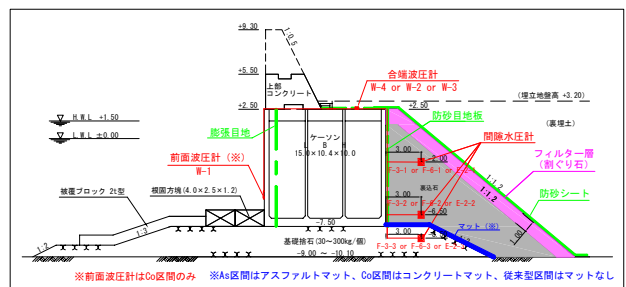 +9.30
1:0.5
+5.50
上部
コンクリート
合端波圧計
W-4 or W-2 or W-3
(埋立地盤高 +3.20)
+2.50
+2.50
H.W.L +1.50
L.W.L ±0.00
膨張目地
ケーソン
L B H
15.0×10.4×10.0
防砂目地板
(裏埋土)
間隙水圧計
前面波圧計(※)
W-1
3.00
-2.00
F-3-1 or F-6-1 or E-2-1
フィルター層
(割ぐり石)
1:1.2
1:1.2
防砂シート
被覆ブロック 2t型
根固方塊(4.0×2.5×1.2)
3.00
裏込石
F-3-2 or F-6-2 or E-2-2
-6.50
1.00
-7.50
3.00
マット(※)
F-3-3 or F-6-3 or E-2-3
基礎捨石(30～300kg/個)
1:2
1:3
-9.00 ～ -10.10
※前面波圧計はCo区間のみ
※As区間はアスファルトマット、Co区間はコンクリートマット、従来型区間はマットなし